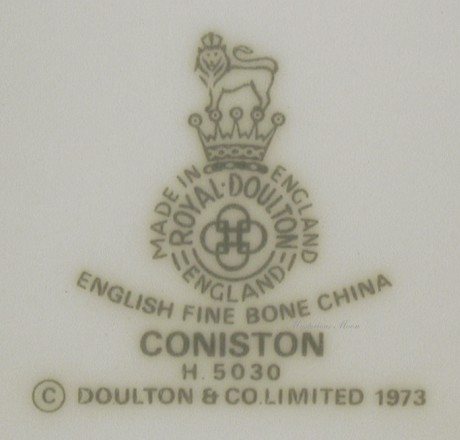 MADE IN ENGLAND
ROYAL·DOULTON
ENGLAND
ENGLISH FINE BONE CHINA
CONISTON
H.5030
© DOULTON & CO.LIMITED 1973